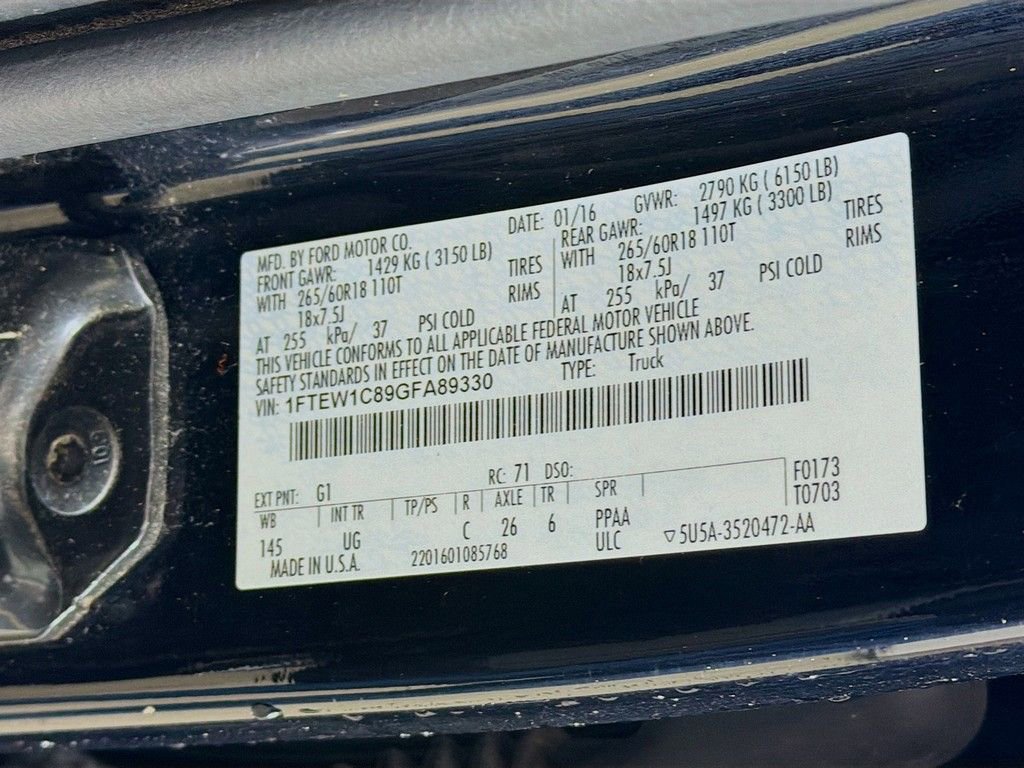 MFD. BY FORD MOTOR CO. DATE: 01/16 GVWR: 2790 KG ( 6150 LB)
FRONT GAWR: 1429 KG ( 3150 LB) REAR GAWR: 1497 KG ( 3300 LB)
WITH 265/60R18 110T TIRES WITH 265/60R18 110T TIRES
18x7.5J RIMS 18x7.5J RIMS
AT 255 kPa/ 37 PSI COLD AT 255 kPa/ 37 PSI COLD
THIS VEHICLE CONFORMS TO ALL APPLICABLE FEDERAL MOTOR VEHICLE
SAFETY STANDARDS IN EFFECT ON THE DATE OF MANUFACTURE SHOWN ABOVE.
VIN: 1FTEW1C89GFA89330 TYPE: Truck
EXT PNT: G1 RC: 71 DSO: F0173
WB INT TR TP/PS R AXLE TR SPR T0703
145 UG C 26 6 PPAA
ULC ▽5U5A-3520472-AA
MADE IN U.S.A. 2201601085768